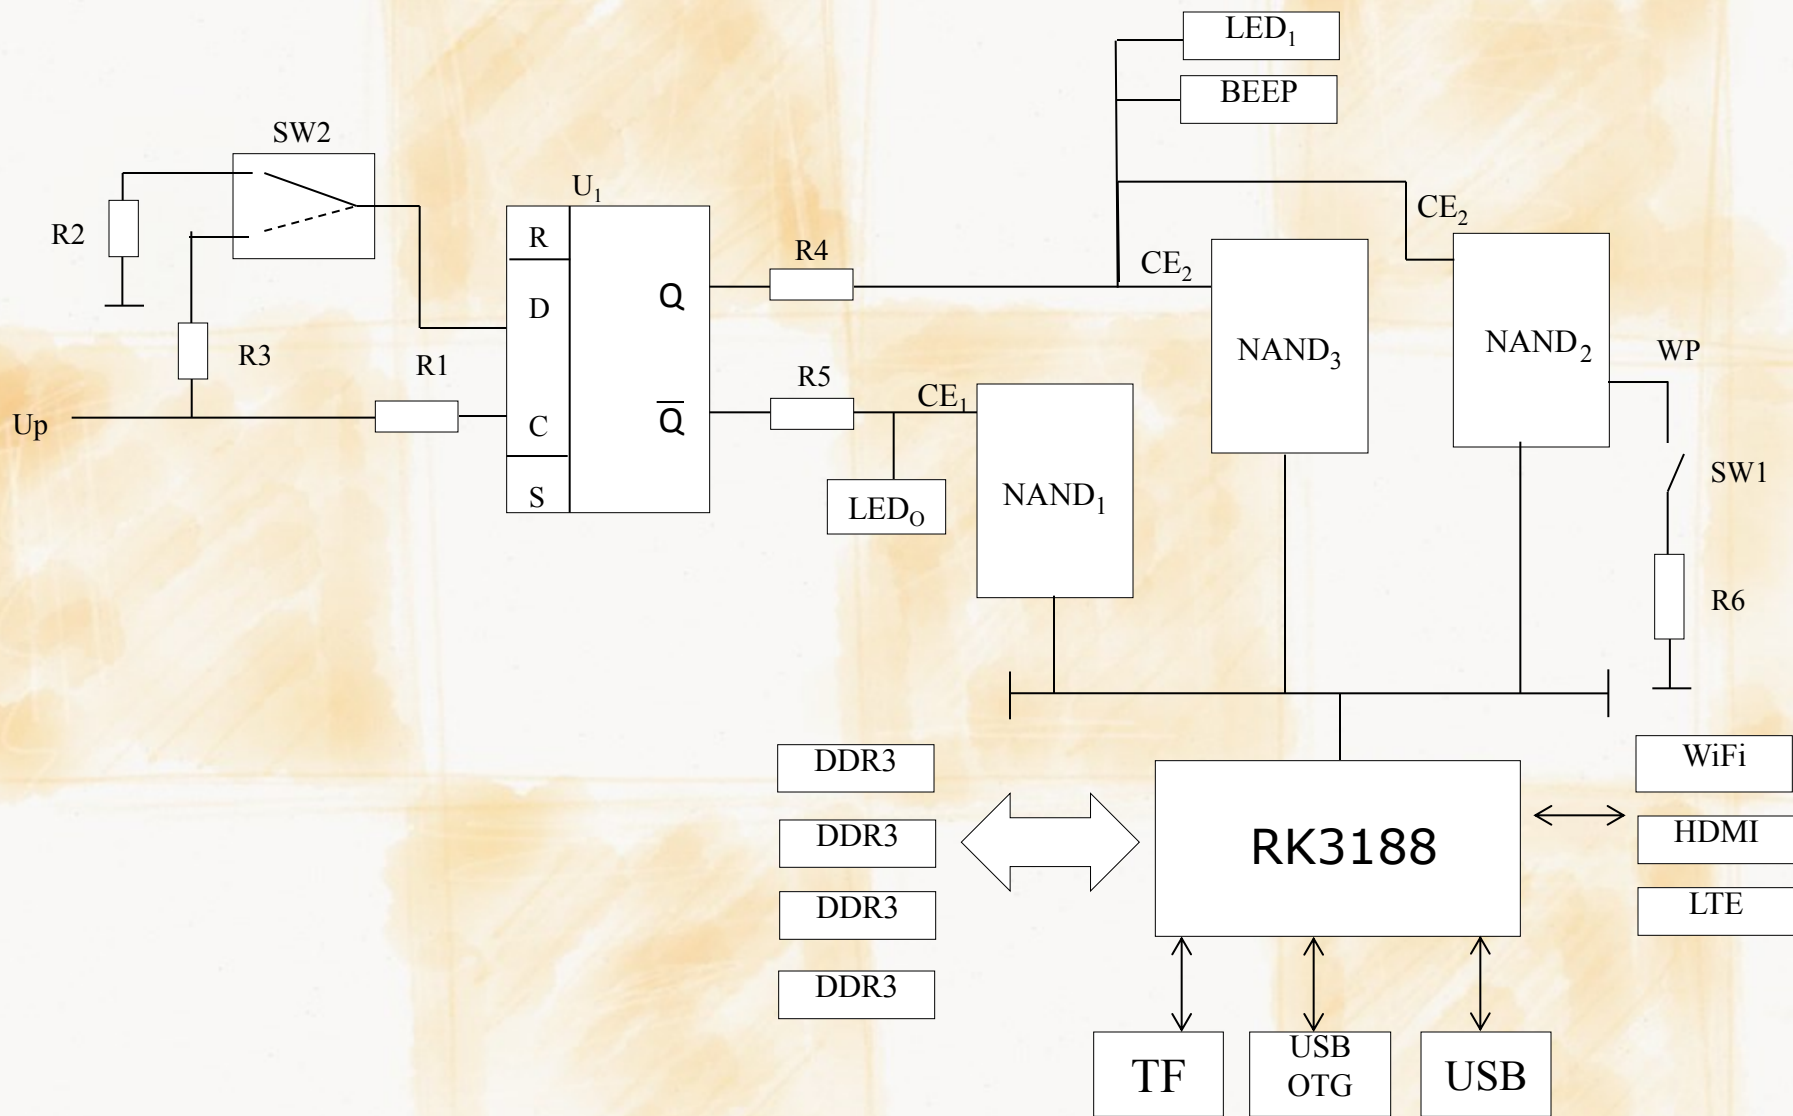 LED₁
BEEP
SW2
U₁
R2
R
D
C
S
Q
Q̅
R4
CE₂
CE₂
NAND₃
NAND₂
WP
R3
R1
R5
CE₁
Up
LED_O
NAND₁
SW1
R6
DDR3
DDR3
DDR3
DDR3
RK3188
WiFi
HDMI
LTE
TF
USB
OTG
USB